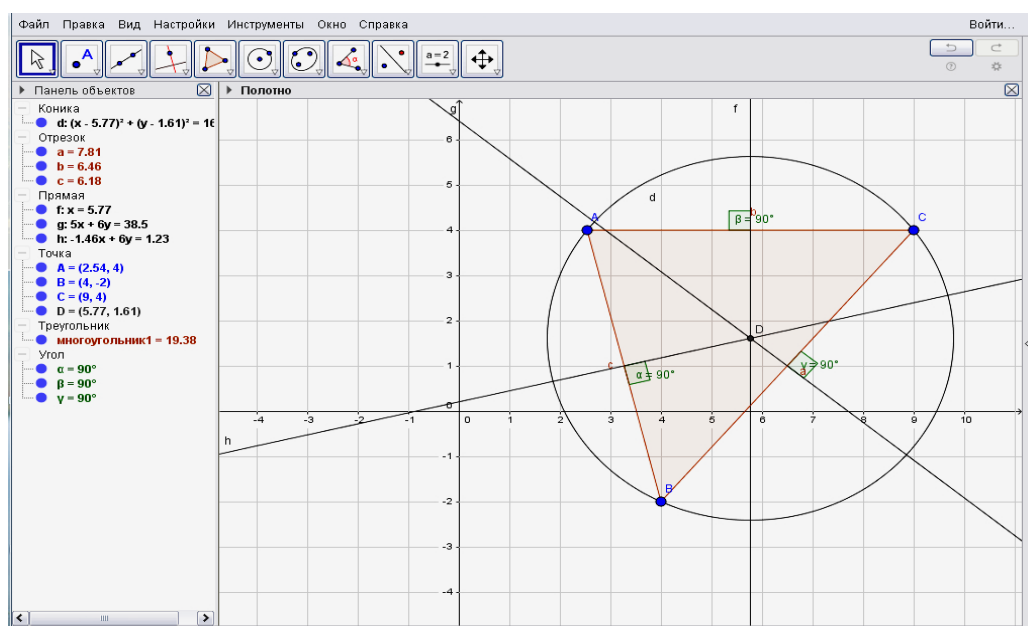 Файл Правка Вид Настройки Инструменты Окно Справка Войти...
A
α
a=2
Панель объектов
Полотно
Коника
d: (x - 5.77)² + (y - 1.61)² = 16
Отрезок
a = 7.81
b = 6.46
c = 6.18
Прямая
f: x = 5.77
g: 5x + 6y = 38.5
h: -1.46x + 6y = 1.23
Точка
A = (2.54, 4)
B = (4, -2)
C = (9, 4)
D = (5.77, 1.61)
Треугольник
многоугольник1 = 19.38
Угол
α = 90°
β = 90°
γ = 90°
g
f
6
5
d
b
A
β = 90°
C
4
3
2
D
1
c
α = 90°
γ = 90°
a
0
-4 -3 -2 -1 0 1 2 3 4 5 6 7 8 9 10
h
-1
B
-2
-3
-4